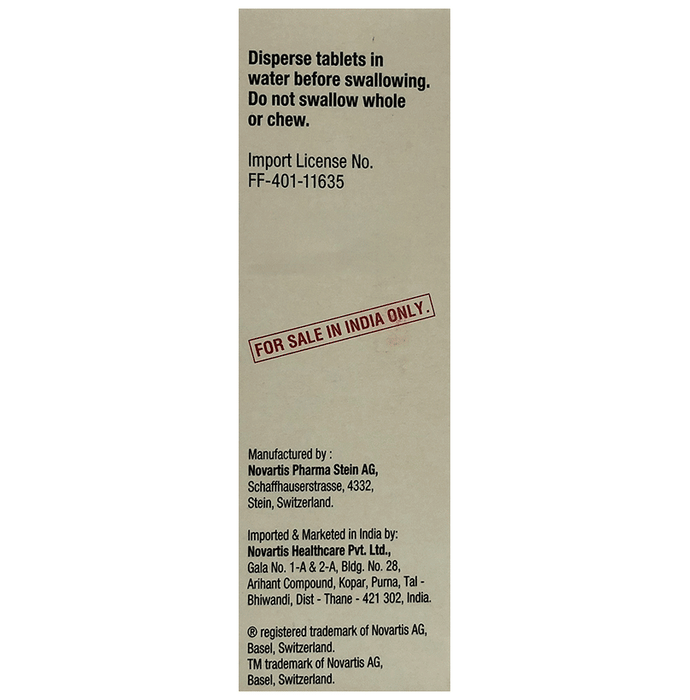 Disperse tablets in
water before swallowing.
Do not swallow whole
or chew.
Import License No.
FF-401-11635
FOR SALE IN INDIA ONLY.
Manufactured by :
Novartis Pharma Stein AG,
Schaffhauserstrasse, 4332,
Stein, Switzerland.
Imported & Marketed in India by:
Novartis Healthcare Pvt. Ltd.,
Gala No. 1-A & 2-A, Bldg. No. 28,
Arihant Compound, Kopar, Purna, Tal -
Bhiwandi, Dist - Thane - 421 302, India.
® registered trademark of Novartis AG,
Basel, Switzerland.
TM trademark of Novartis AG,
Basel, Switzerland.